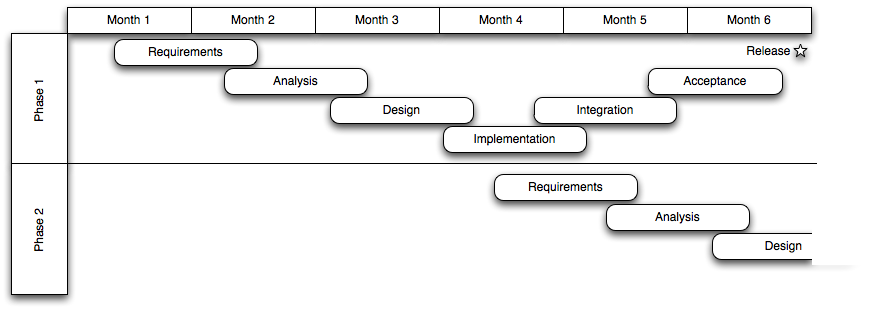 Month 1
Month 2
Month 3
Month 4
Month 5
Month 6
Phase 1
Requirements
Release
Analysis
Acceptance
Design
Integration
Implementation
Phase 2
Requirements
Analysis
Design